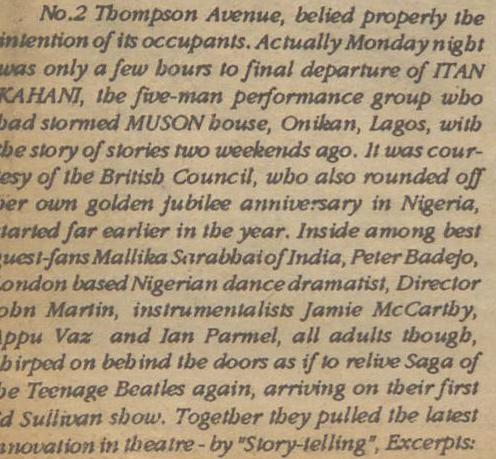 No.2 Thompson Avenue, belied properly the
intention of its occupants. Actually Monday night
was only a few hours to final departure of ITAN
KAHANI, the five-man performance group who
had stormed MUSON house, Onikan, Lagos, with
the story of stories two weekends ago. It was cour-
tesy of the British Council, who also rounded off
her own golden jubilee anniversary in Nigeria,
started far earlier in the year. Inside among best
guest-fans Mallika Sarabhai of India, Peter Badejo,
London based Nigerian dance dramatist, Director
John Martin, instrumentalists Jamie McCarthy,
Appu Vaz and Ian Parmel, all adults though,
chirped on behind the doors as if to relive Saga of
the Teenage Beatles again, arriving on their first
Ed Sullivan show. Together they pulled the latest
innovation in theatre - by "Story-telling", Excerpts: